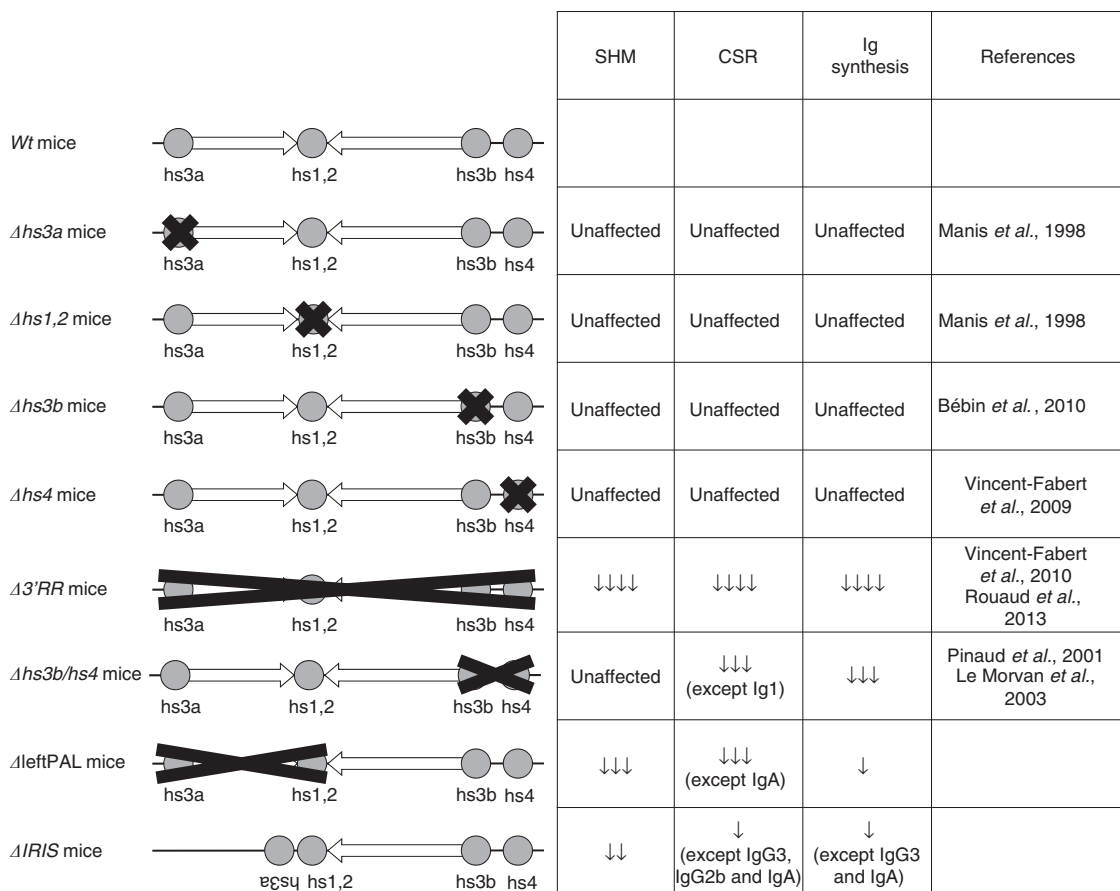 SHM CSR Ig synthesis References
Wt mice
hs3a hs1,2 hs3b hs4
Δhs3a mice Unaffected Unaffected Unaffected Manis et al., 1998
hs3a hs1,2 hs3b hs4
Δhs1,2 mice Unaffected Unaffected Unaffected Manis et al., 1998
hs3a hs1,2 hs3b hs4
Δhs3b mice Unaffected Unaffected Unaffected Bébin et al., 2010
hs3a hs1,2 hs3b hs4
Δhs4 mice Unaffected Unaffected Unaffected Vincent-Fabert et al., 2009
hs3a hs1,2 hs3b hs4
Δ3'RR mice ↓↓↓↓ ↓↓↓↓ ↓↓↓↓ Vincent-Fabert et al., 2010 Rouaud et al., 2013
hs3a hs1,2 hs3b hs4
Δhs3b/hs4 mice Unaffected ↓↓↓ (except Ig1) ↓↓↓ Pinaud et al., 2001 Le Morvan et al., 2003
hs3a hs1,2 hs3b hs4
ΔleftPAL mice ↓↓↓ ↓↓↓ (except IgA) ↓
hs3a hs1,2 hs3b hs4
ΔIRIS mice ↓↓ ↓ (except IgG3, IgG2b and IgA) ↓ (except IgG3 and IgA)
hs3a hs1,2 hs3b hs4